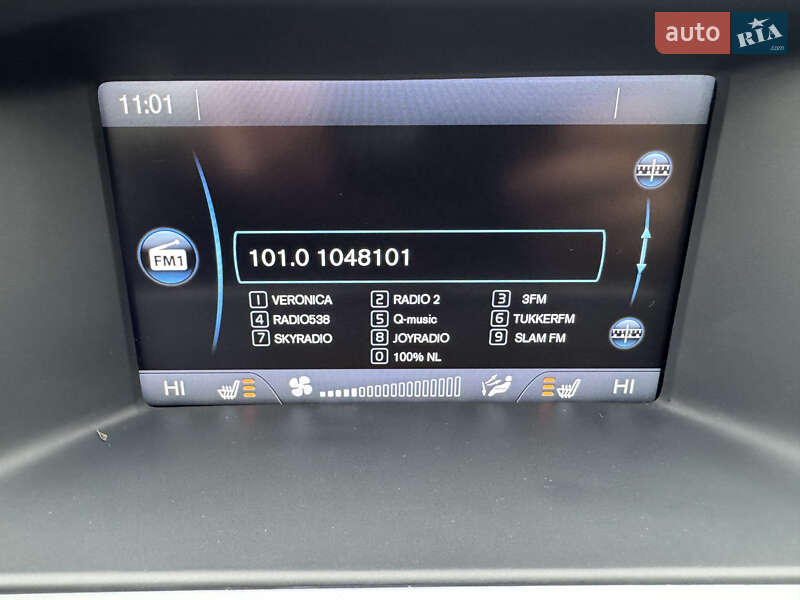 auto RIA .com
11:01
FM1
101.0 1048101
1 VERONICA 2 RADIO 2 3 3FM
4 RADIO538 5 Q-music 6 TUKKERFM
7 SKYRADIO 8 JOYRADIO 9 SLAM FM
0 100% NL
HI HI